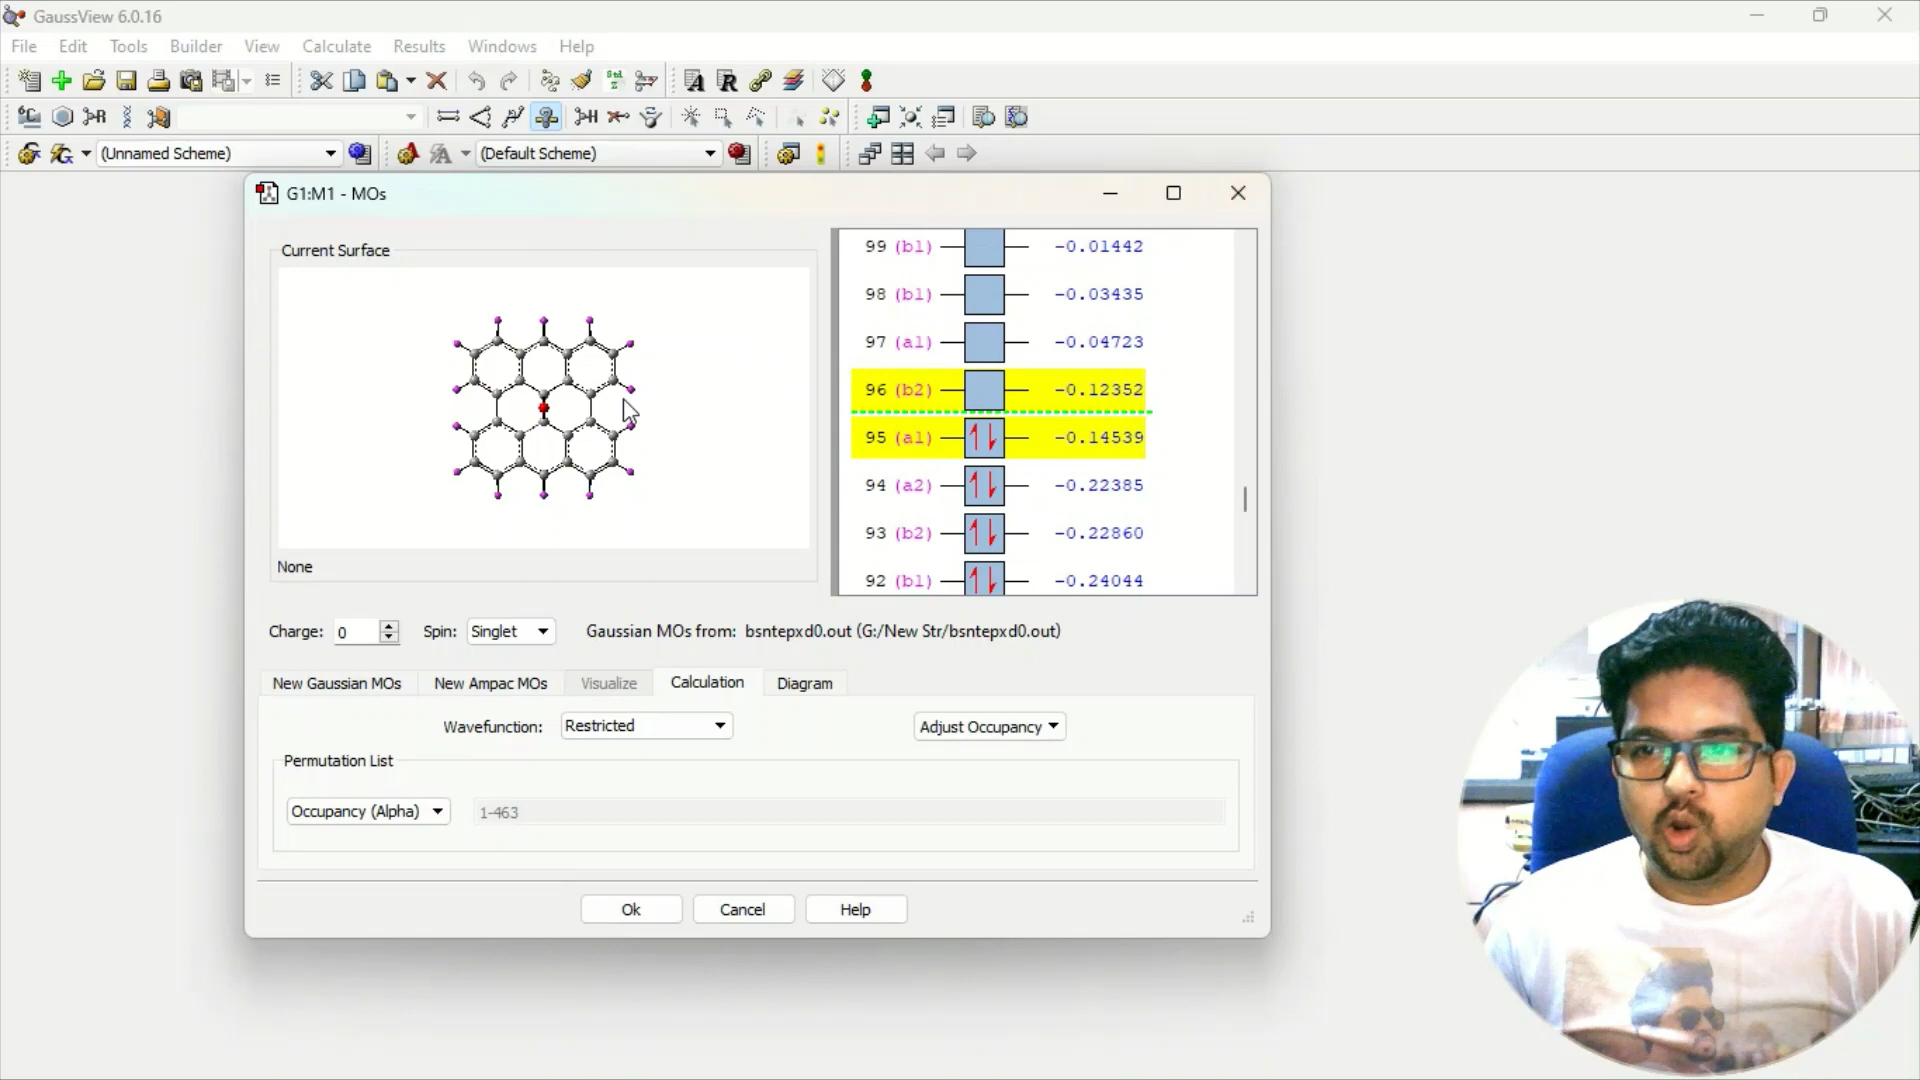 GaussView 6.0.16
File Edit Tools Builder View Calculate Results Windows Help
(Unnamed Scheme) (Default Scheme)
G1:M1 - MOs
Current Surface
None
99 (b1) -0.01442
98 (b1) -0.03435
97 (a1) -0.04723
96 (b2) -0.12352
95 (a1) -0.14539
94 (a2) -0.22385
93 (b2) -0.22860
92 (b1) -0.24044
Charge: 0 Spin: Singlet Gaussian MOs from: bsntepxd0.out (G:/New Str/bsntepxd0.out)
New Gaussian MOs New Ampac MOs Visualize Calculation Diagram
Wavefunction: Restricted Adjust Occupancy
Permutation List
Occupancy (Alpha) 1-463
Ok Cancel Help